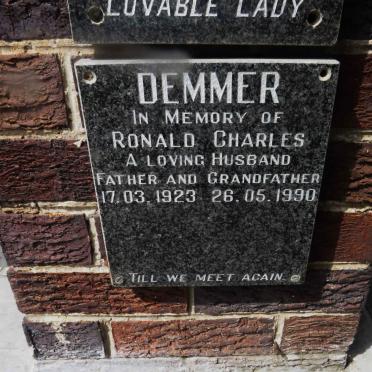 LOVABLE LADY
DEMMER
IN MEMORY OF
RONALD CHARLES
A LOVING HUSBAND
FATHER AND GRANDFATHER
17.03.1923 26.05.1990
TILL WE MEET AGAIN.